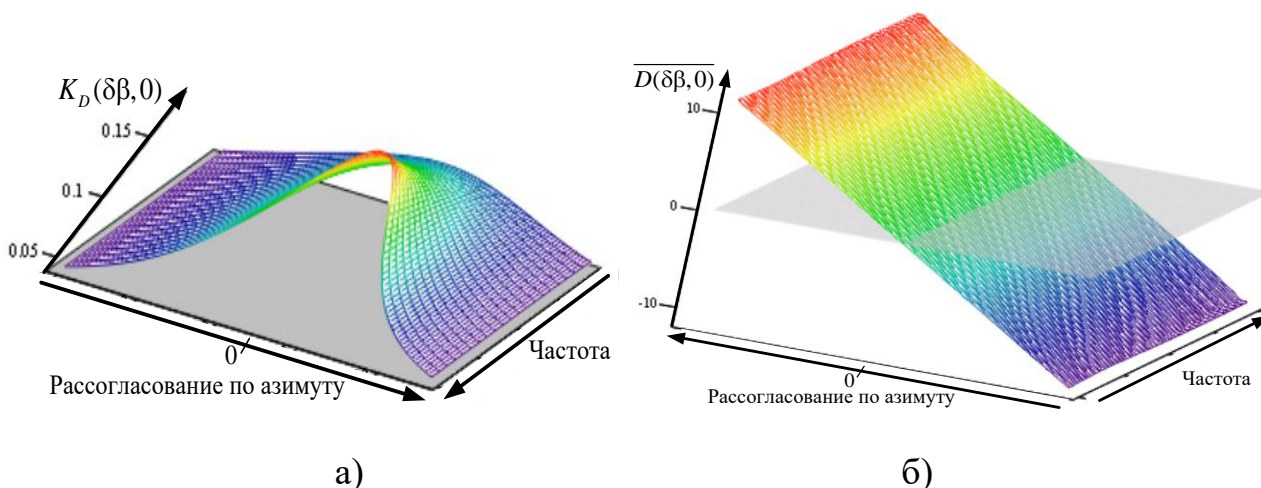 K_D(δβ,0)
0.15
0.1
0.05
0
Рассогласование по азимуту
Частота
а)
D(δβ,0)
10
0
-10
0
Рассогласование по азимуту
Частота
б)